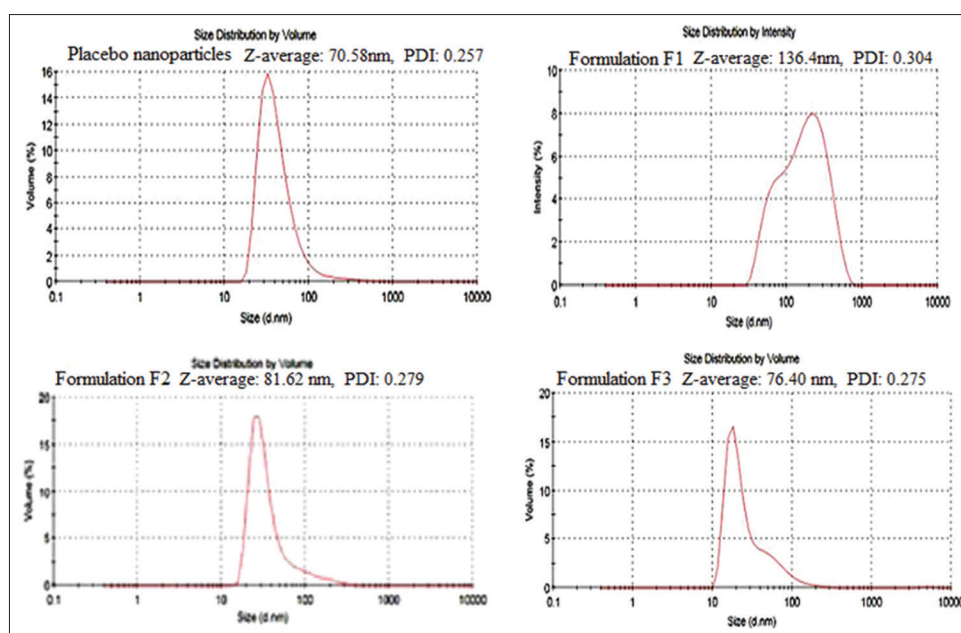 Size Distribution by Volume
Placebo nanoparticles Z-average: 70.58nm, PDI: 0.257
16
14
12
10
8
6
4
2
0
Volume (%)
0.1 1 10 100 1000 10000
Size (d.nm)
Size Distribution by Intensity
Formulation F1 Z-average: 136.4nm, PDI: 0.304
10
8
6
4
2
0
Intensity (%)
0.1 1 10 100 1000 10000
Size (d.nm)
Size Distribution by Volume
Formulation F2 Z-average: 81.62 nm, PDI: 0.279
20
15
10
5
0
Volume (%)
0.1 1 10 100 1000 10000
Size (d.nm)
Size Distribution by Volume
Formulation F3 Z-average: 76.40 nm, PDI: 0.275
20
15
10
5
0
Volume (%)
0.1 1 10 100 1000 10000
Size (d.nm)